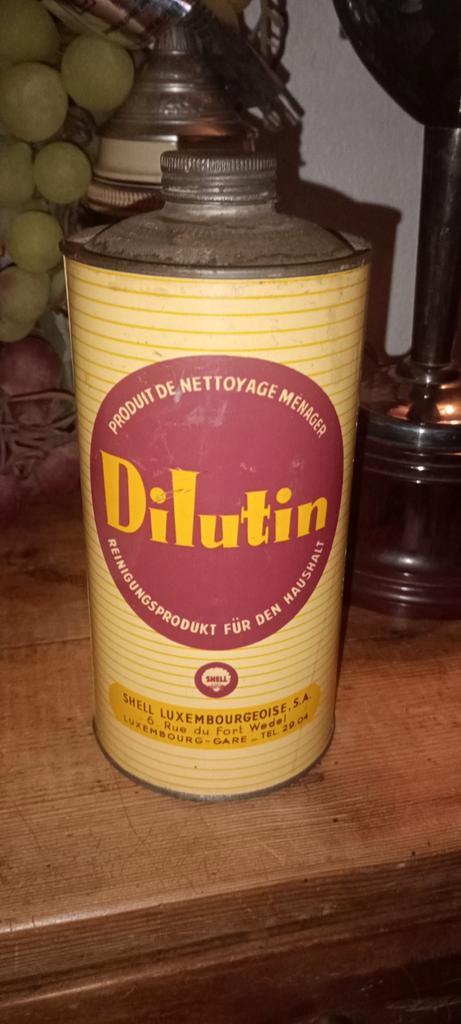 PRODUIT DE NETTOYAGE MÉNAGER
Dilutin
REINIGUNGSPRODUKT FÜR DEN HAUSHALT
SHELL
SHELL LUXEMBOURGEOISE, S.A.
6, Rue du Fort Wedel
LUXEMBOURG-GARE - TEL. 29 04